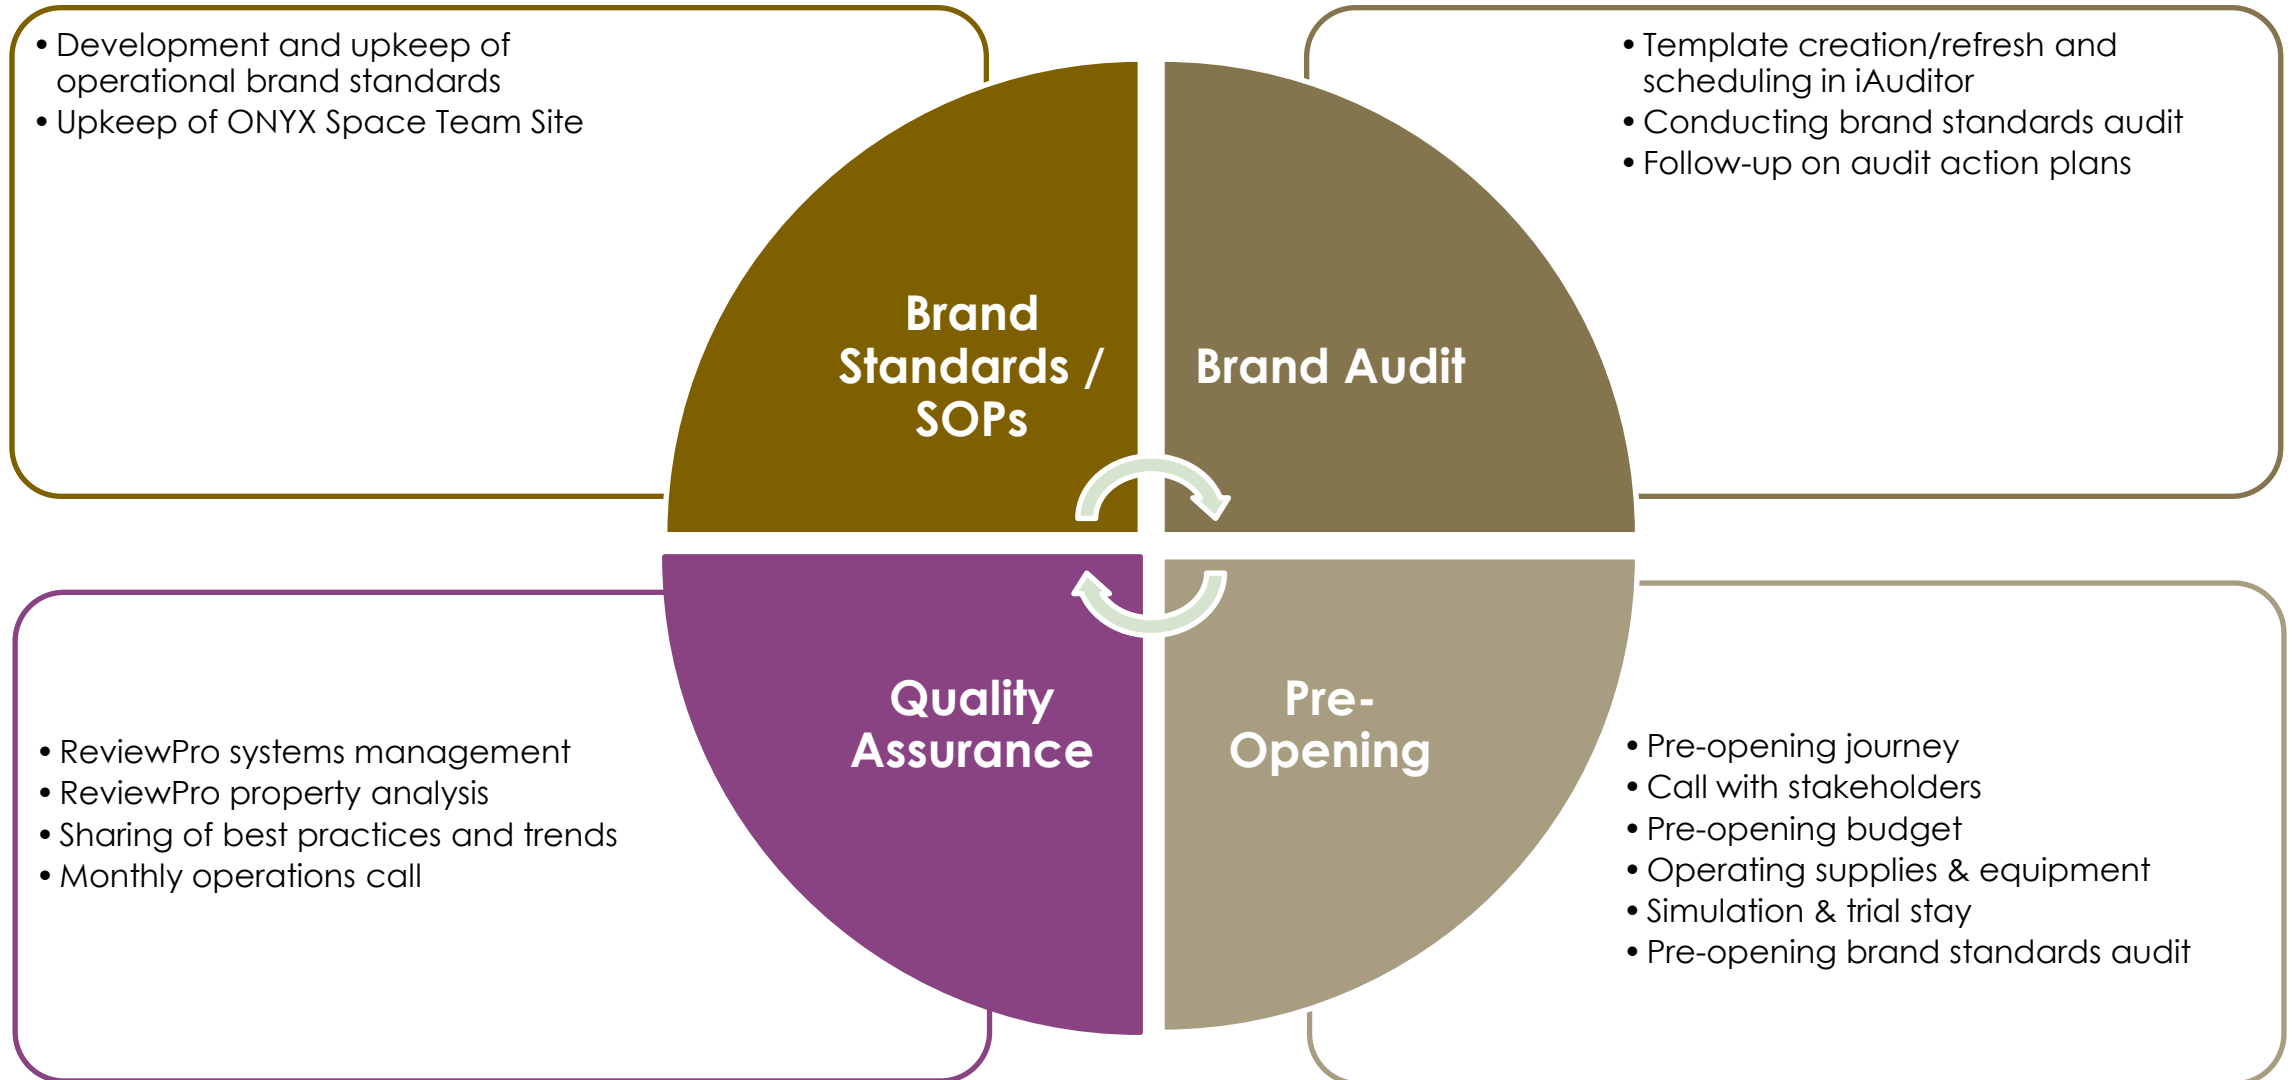 • Development and upkeep of
operational brand standards
• Upkeep of ONYX Space Team Site
• Template creation/refresh and
scheduling in iAuditor
• Conducting brand standards audit
• Follow-up on audit action plans
Brand
Standards /
SOPs
Brand Audit
Quality
Assurance
Pre-
Opening
• ReviewPro systems management
• ReviewPro property analysis
• Sharing of best practices and trends
• Monthly operations call
• Pre-opening journey
• Call with stakeholders
• Pre-opening budget
• Operating supplies & equipment
• Simulation & trial stay
• Pre-opening brand standards audit